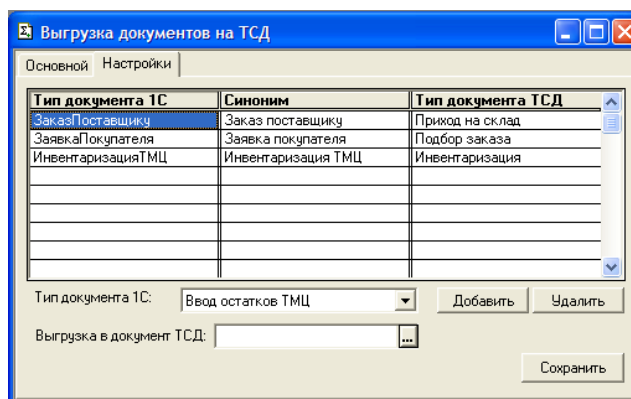 Выгрузка документов на ТСД
Основной Настройки
Тип документа 1С Синоним Тип документа ТСД
ЗаказПоставщику Заказ поставщику Приход на склад
ЗаявкаПокупателя Заявка покупателя Подбор заказа
ИнвентаризацияТМЦ Инвентаризация ТМЦ Инвентаризация
Тип документа 1С: Ввод остатков ТМЦ Добавить Удалить
Выгрузка в документ ТСД: ...
Сохранить